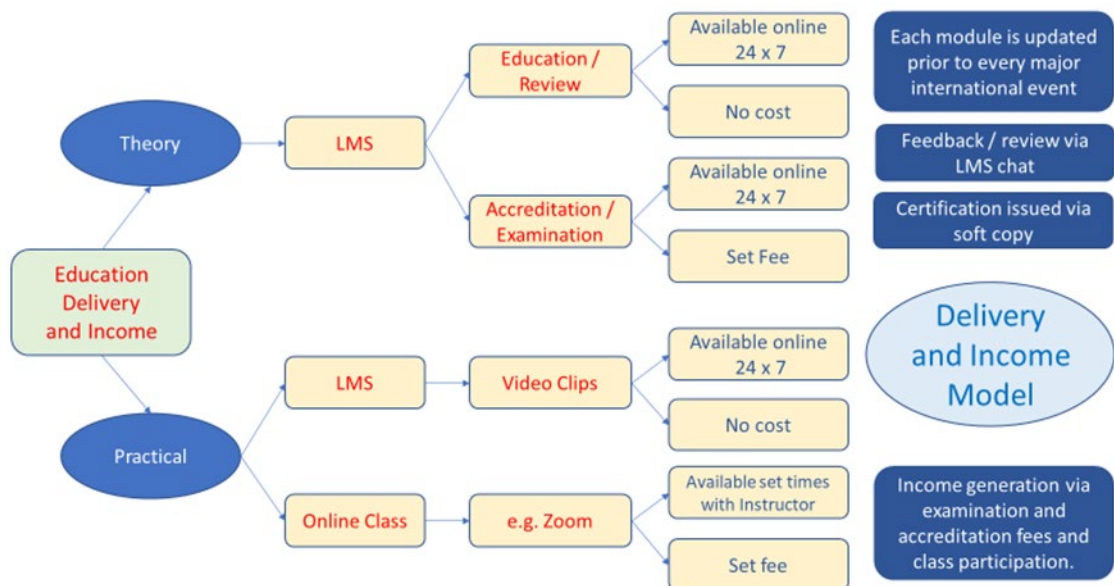 Education
Delivery
and Income
Theory
LMS
Education /
Review
Available online
24 x 7
No cost
Accreditation /
Examination
Available online
24 x 7
Set Fee
Practical
LMS
Video Clips
Available online
24 x 7
No cost
Online Class
e.g. Zoom
Available set times
with Instructor
Set fee
Each module is updated
prior to every major
international event
Feedback / review via
LMS chat
Certification issued via
soft copy
Delivery
and Income
Model
Income generation via
examination and
accreditation fees and
class participation.